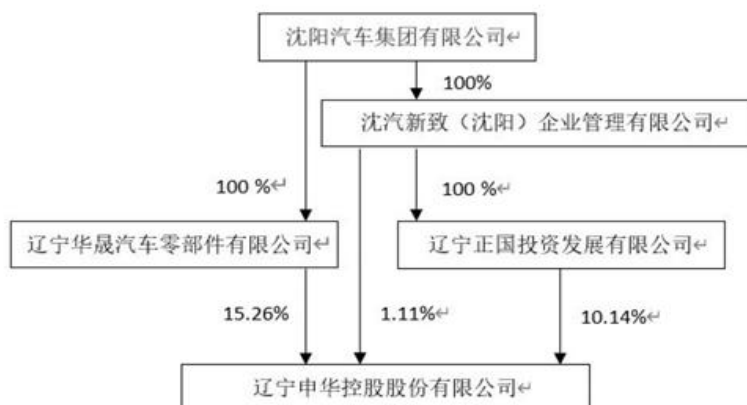 沈阳汽车集团有限公司↵
100%
沈汽新致（沈阳）企业管理有限公司↵
100 %↵
100 %↵
辽宁华晟汽车零部件有限公司↵
辽宁正国投资发展有限公司↵
15.26%
1.11%↵
10.14%↵
辽宁申华控股股份有限公司↵